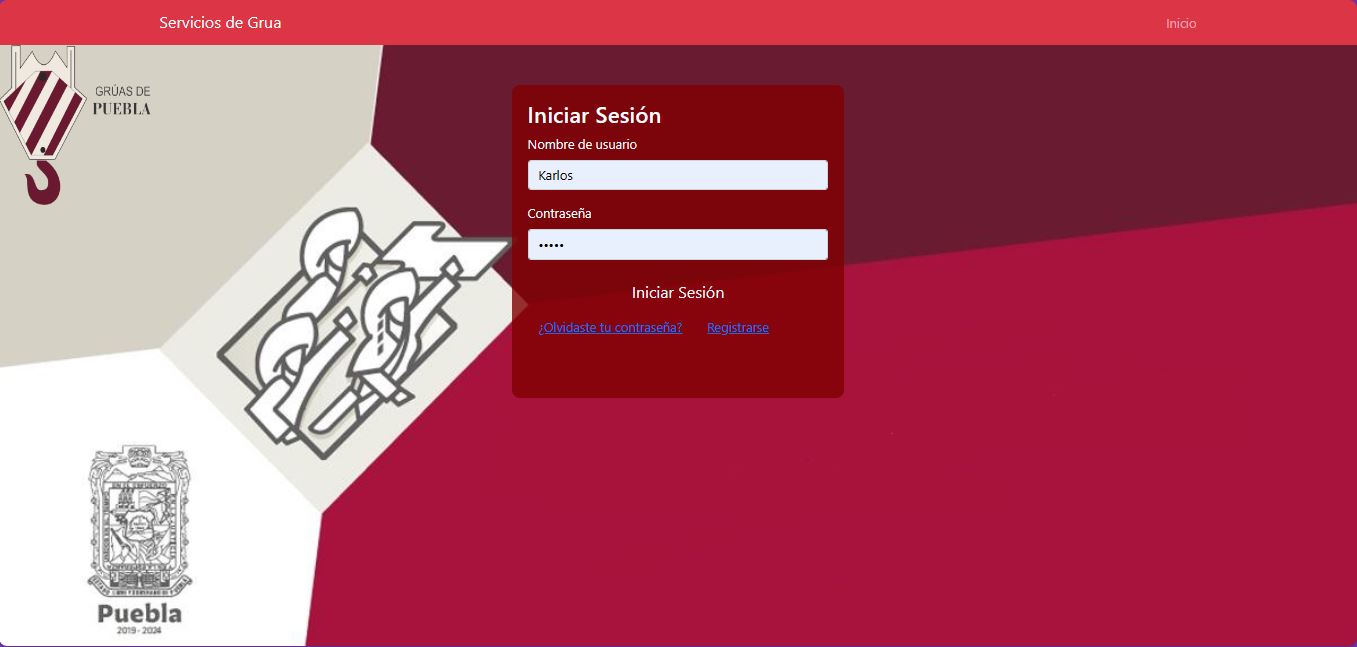 Servicios de Grua
Inicio
GRÚAS DE
PUEBLA
Iniciar Sesión
Nombre de usuario
Karlos
Contraseña
•••••
Iniciar Sesión
¿Olvidaste tu contraseña? Registrarse
Puebla
2019 - 2024